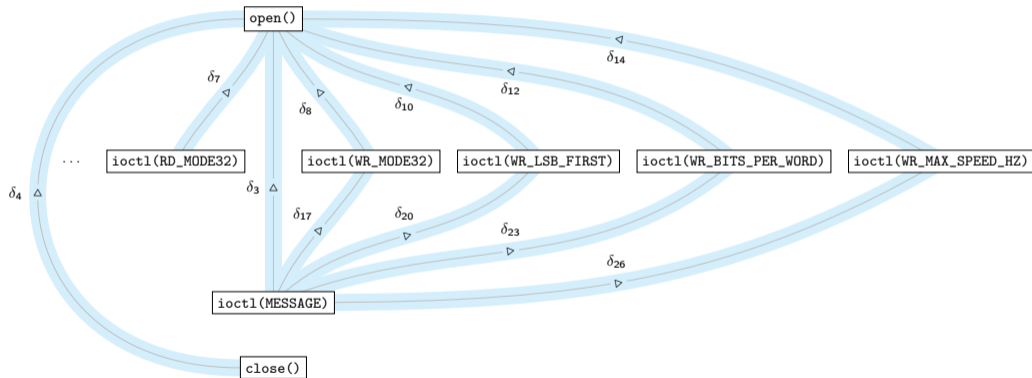 open()
δ14
δ7
δ12
δ8
δ10
... ioctl(RD_MODE32) ioctl(WR_MODE32) ioctl(WR_LSB_FIRST) ioctl(WR_BITS_PER_WORD) ioctl(WR_MAX_SPEED_HZ)
δ4
δ3
δ17
δ20
δ23
δ26
ioctl(MESSAGE)
close()